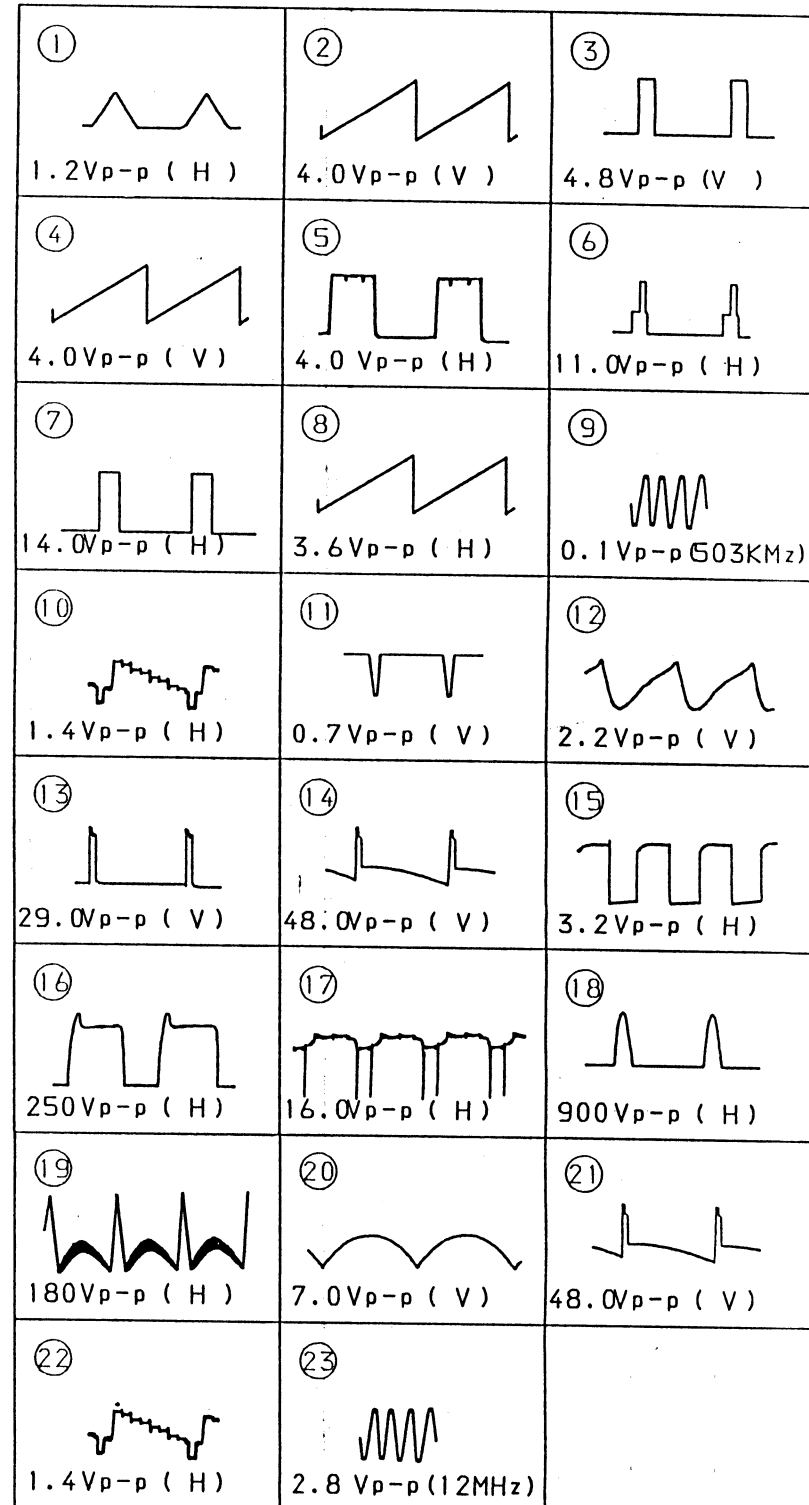 ① ② ③
1.2Vp-p ( H ) 4.0Vp-p ( V ) 4.8Vp-p (V )
④ ⑤ ⑥
4.0Vp-p ( V) 4.0 Vp-p (H) 11.0Vp-p ( H)
⑦ ⑧ ⑨
14.0Vp-p ( H) 3.6Vp-p ( H) 0.1Vp-p(503KMz)
⑩ ⑪ ⑫
1.4Vp-p ( H) 0.7Vp-p ( V) 2.2Vp-p ( V)
⑬ ⑭ ⑮
29.0Vp-p ( V) 48.0Vp-p ( V) 3.2Vp-p ( H)
⑯ ⑰ ⑱
250Vp-p ( H) 16.0Vp-p ( H) 900Vp-p ( H)
⑲ ⑳ ㉑
180Vp-p ( H ) 7.0Vp-p ( V) 48.0Vp-p ( V)
㉒ ㉓
1.4Vp-p ( H) 2.8 Vp-p(12MHz)